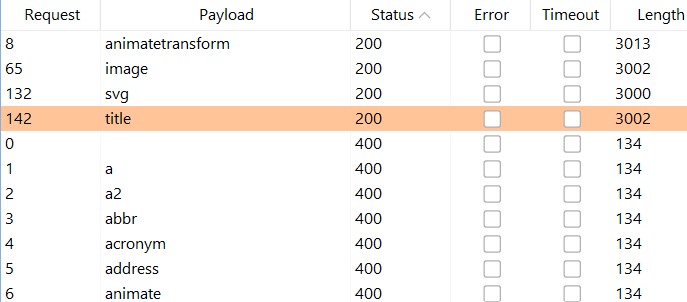 Request Payload Status Error Timeout Length
8 animatetransform 200 3013
65 image 200 3002
132 svg 200 3000
142 title 200 3002
0 400 134
1 a 400 134
2 a2 400 134
3 abbr 400 134
4 acronym 400 134
5 address 400 134
6 animate 400 134